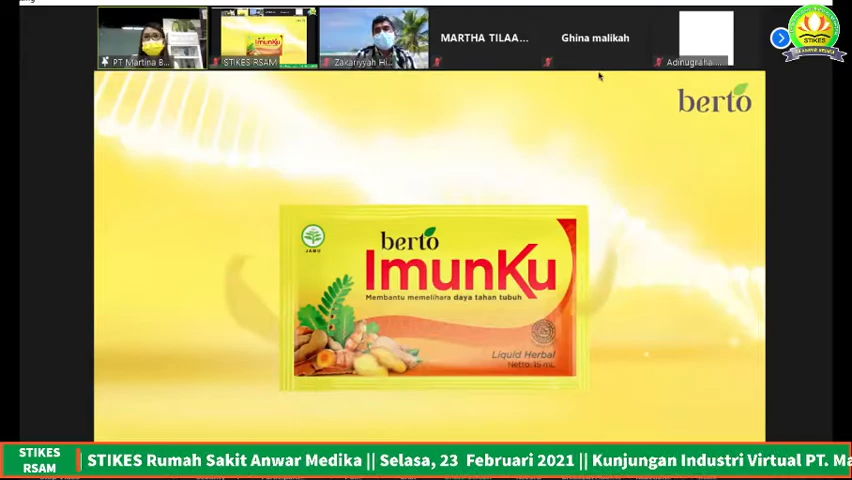 PT Martina B...
STIKES RSAM
Zakariyyah Hi...
MARTHA TILAA...
Ghina malikah
Adinugraha...
STIKES
berto
JAMU
berto
ImunKu
Membantu memelihara daya tahan tubuh
Liquid Herbal
Netto: 15 mL
STIKES
RSAM
STIKES Rumah Sakit Anwar Medika || Selasa, 23 Februari 2021 || Kunjungan Industri Virtual PT. Ma